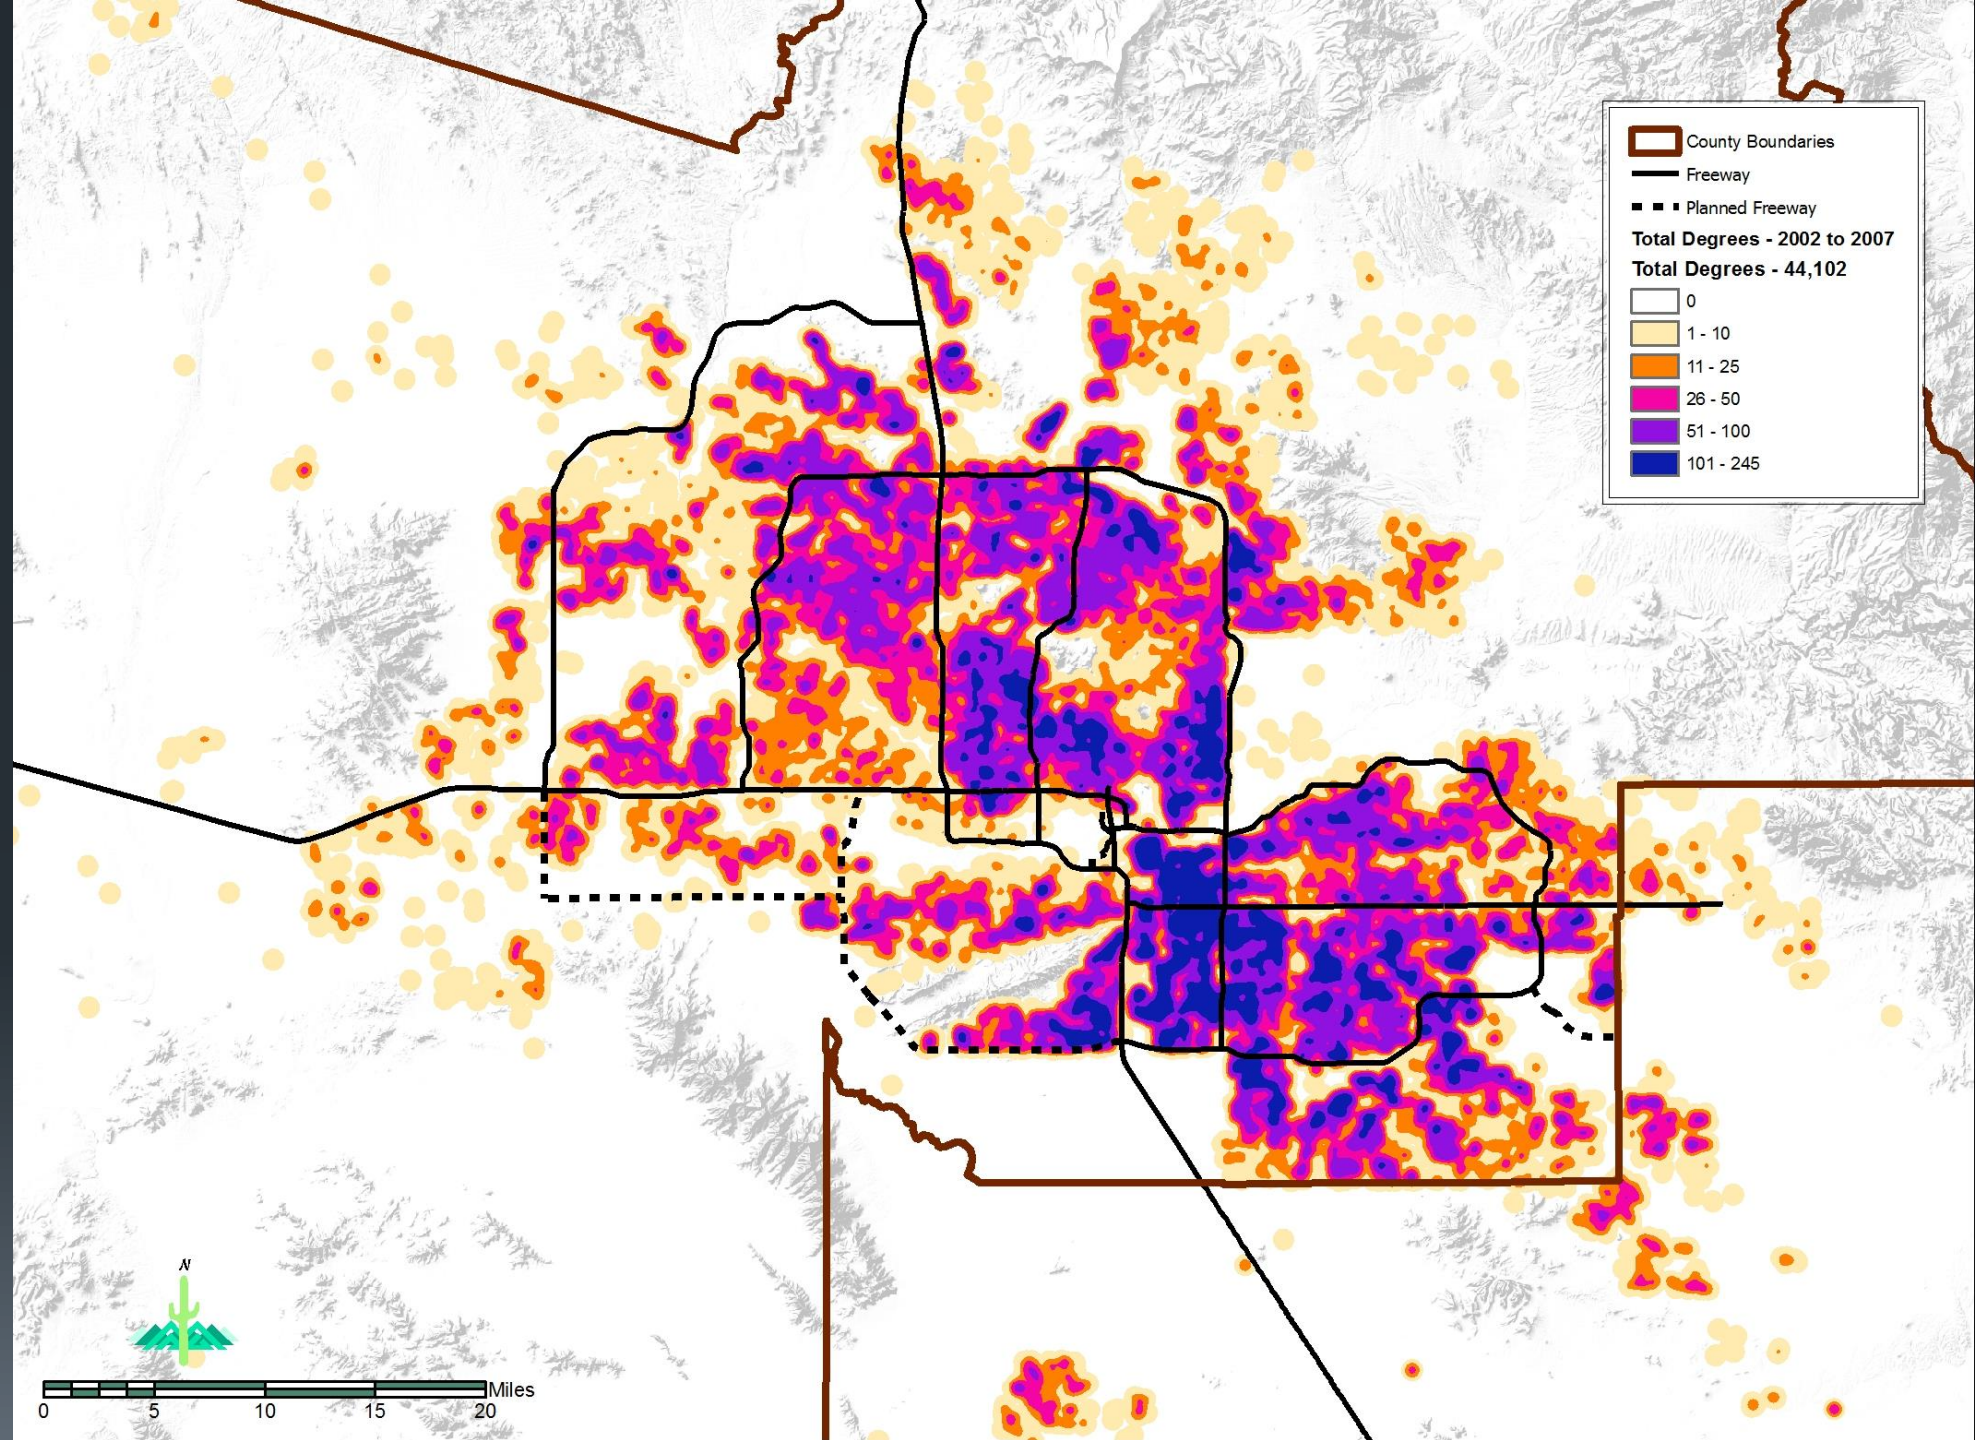 County Boundaries
Freeway
Planned Freeway
Total Degrees - 2002 to 2007
Total Degrees - 44,102
0
1 - 10
11 - 25
26 - 50
51 - 100
101 - 245
N
Miles
0 5 10 15 20